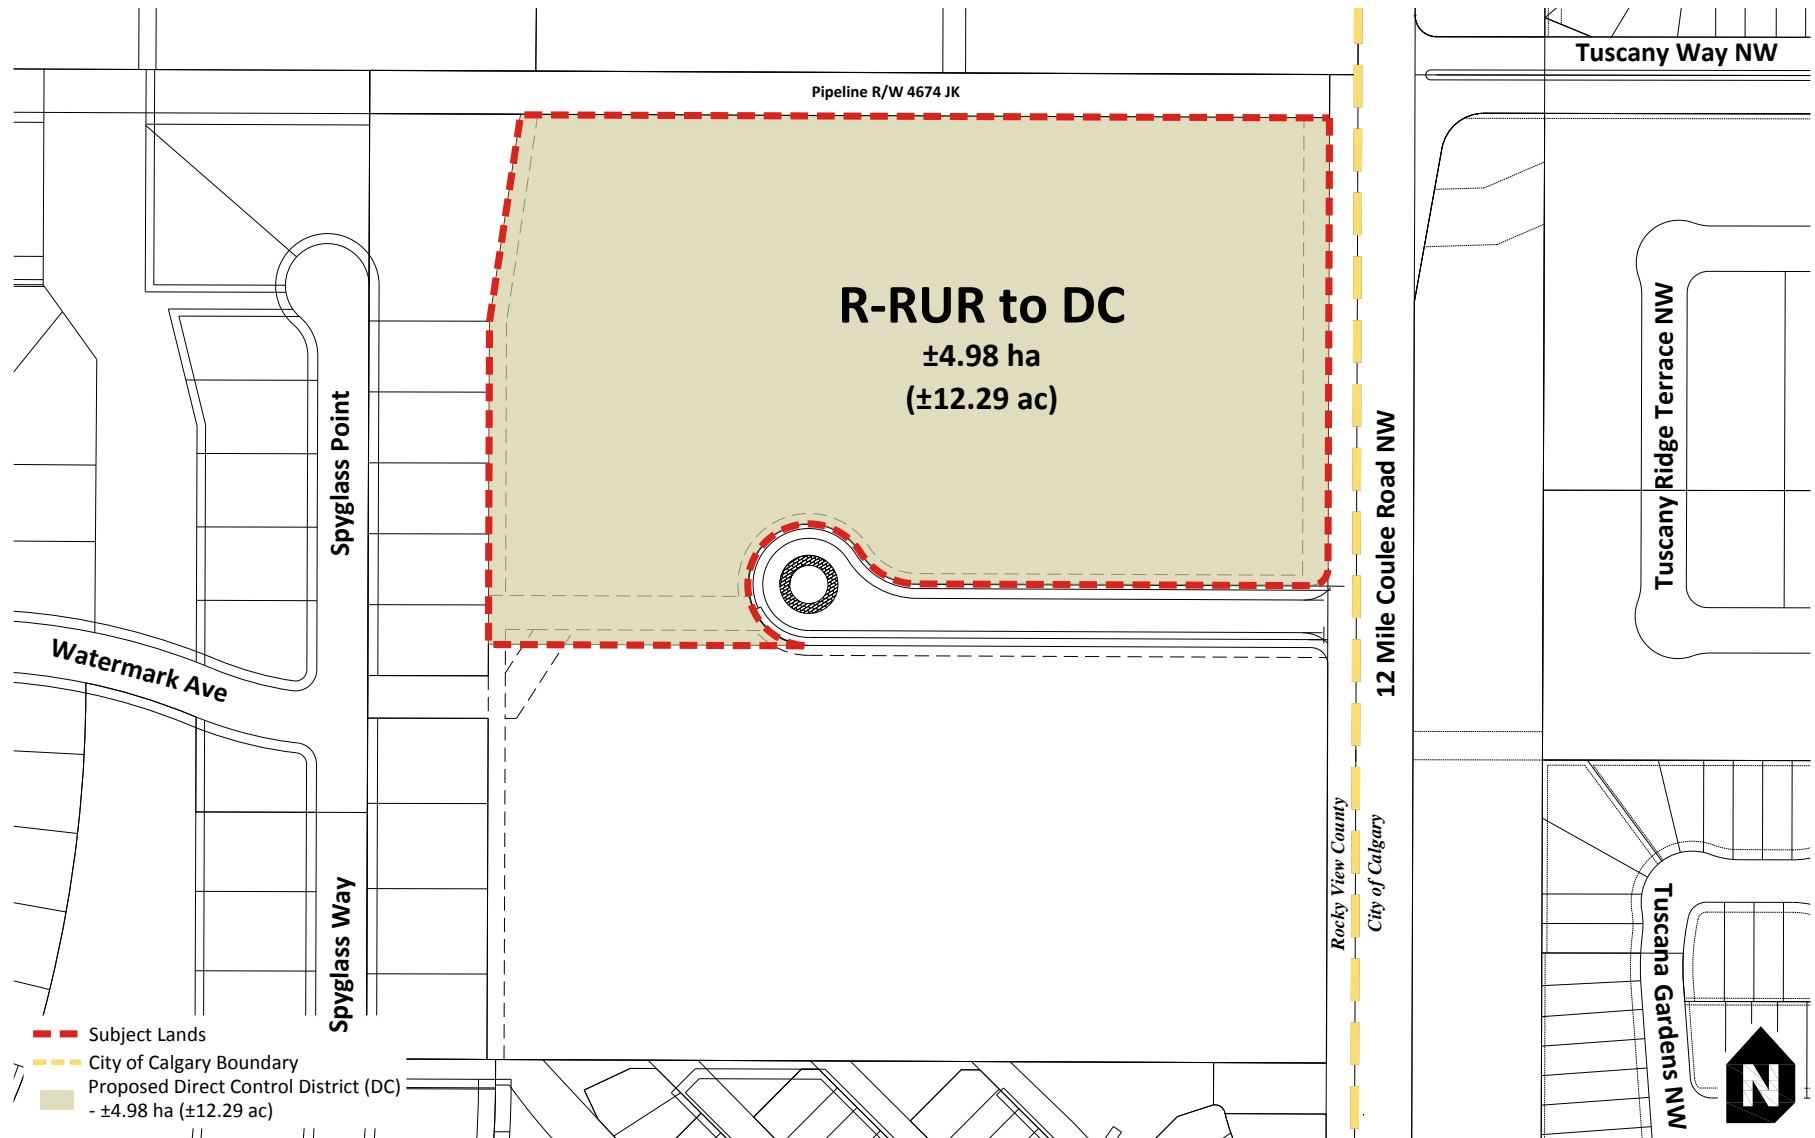 Tuscany Way NW
Pipeline R/W 4674 JK
R-RUR to DC
±4.98 ha
(±12.29 ac)
Spyglass Point
12 Mile Coulee Road NW
Tuscany Ridge Terrace NW
Watermark Ave
Spyglass Way
Rocky View County
City of Calgary
Tuscana Gardens NW
Subject Lands
City of Calgary Boundary
Proposed Direct Control District (DC)
- ±4.98 ha (±12.29 ac)
N